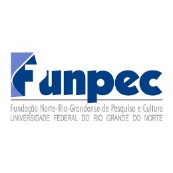 Funpec
Fundação Norte-Rio-Grandense de Pesquisa e Cultura
UNIVERSIDADE FEDERAL DO RIO GRANDE DO NORTE